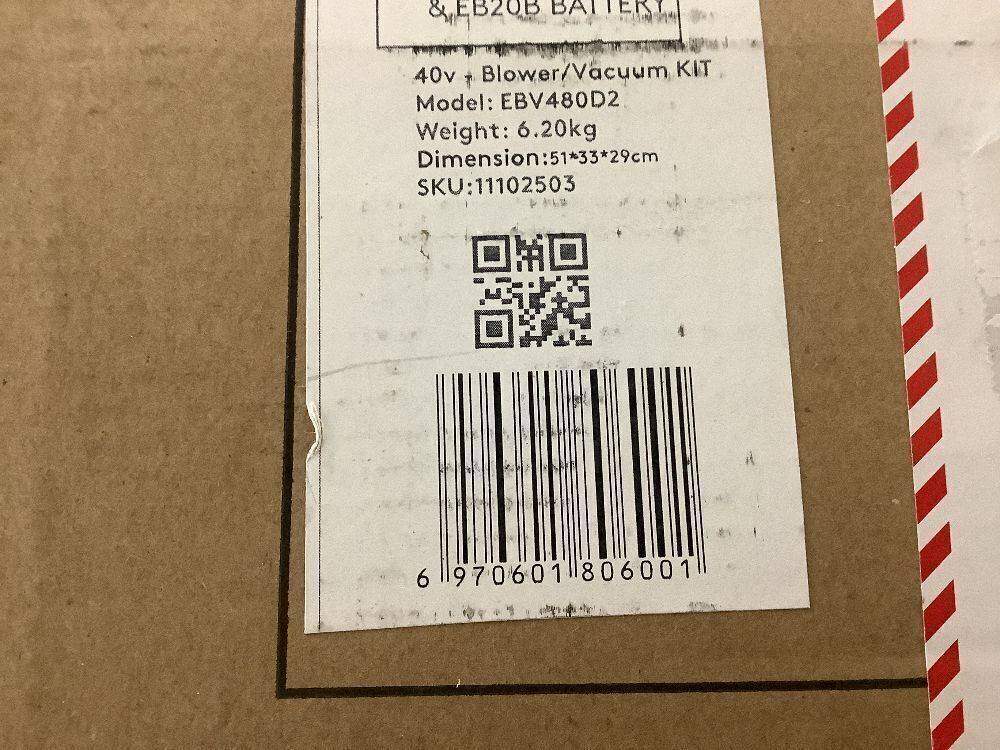 & EB20B BATTERY
40v - Blower/Vacuum KIT
Model: EBV480D2
Weight: 6.20kg
Dimension:51*33*29cm
SKU:11102503
6 970601 806001